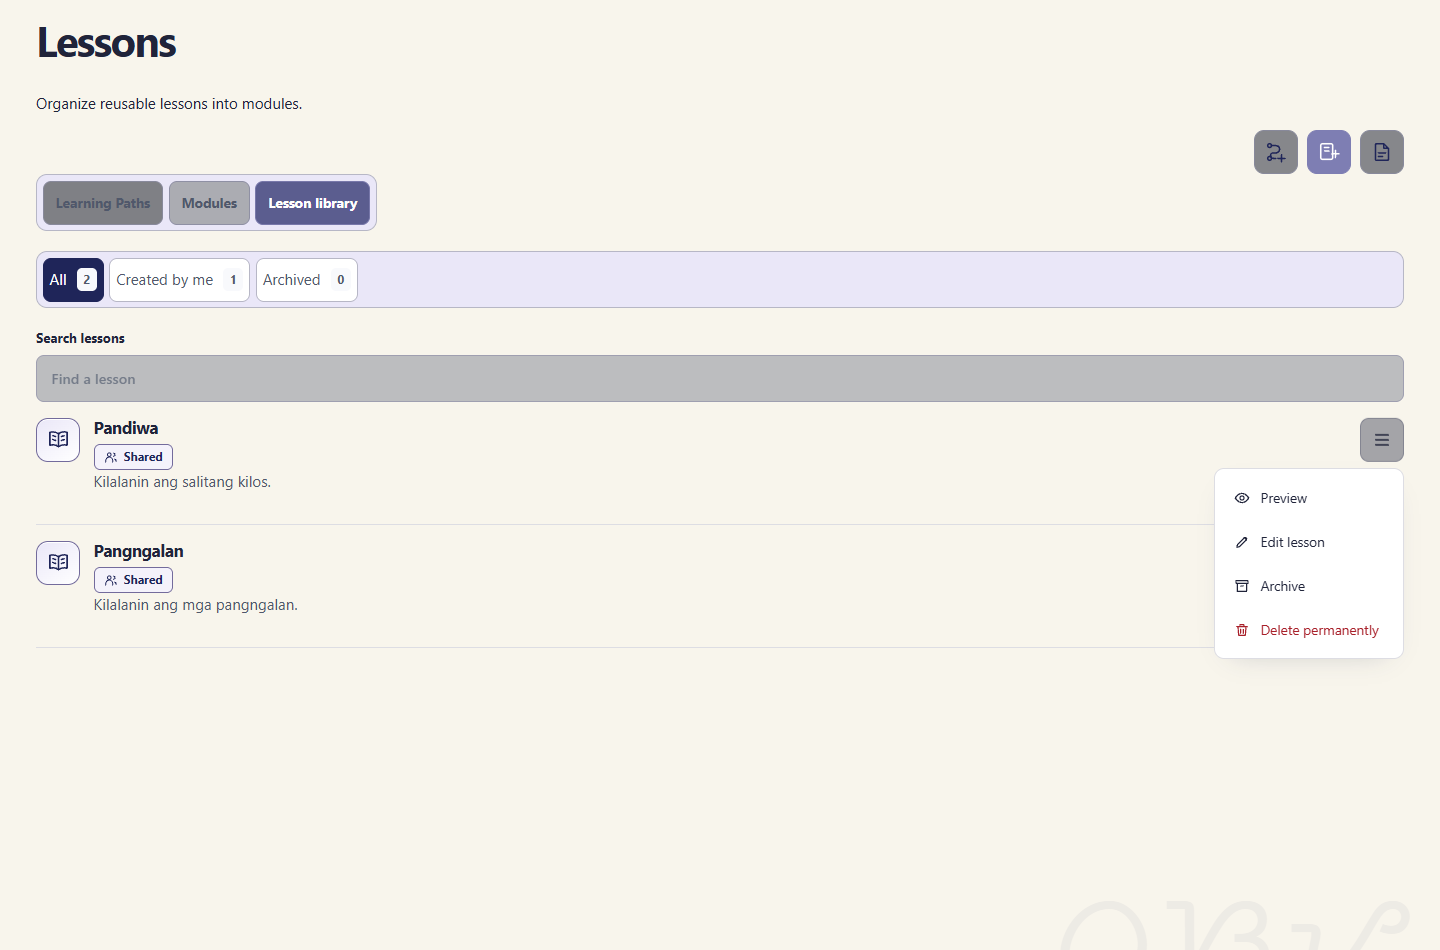 Lessons
Organize reusable lessons into modules.
Learning Paths Modules Lesson library
All 2 Created by me 1 Archived 0
Search lessons
Find a lesson
Pandiwa
Shared
Kilalanin ang salitang kilos.
Preview
Edit lesson
Archive
Delete permanently
Pangngalan
Shared
Kilalanin ang mga pangngalan.